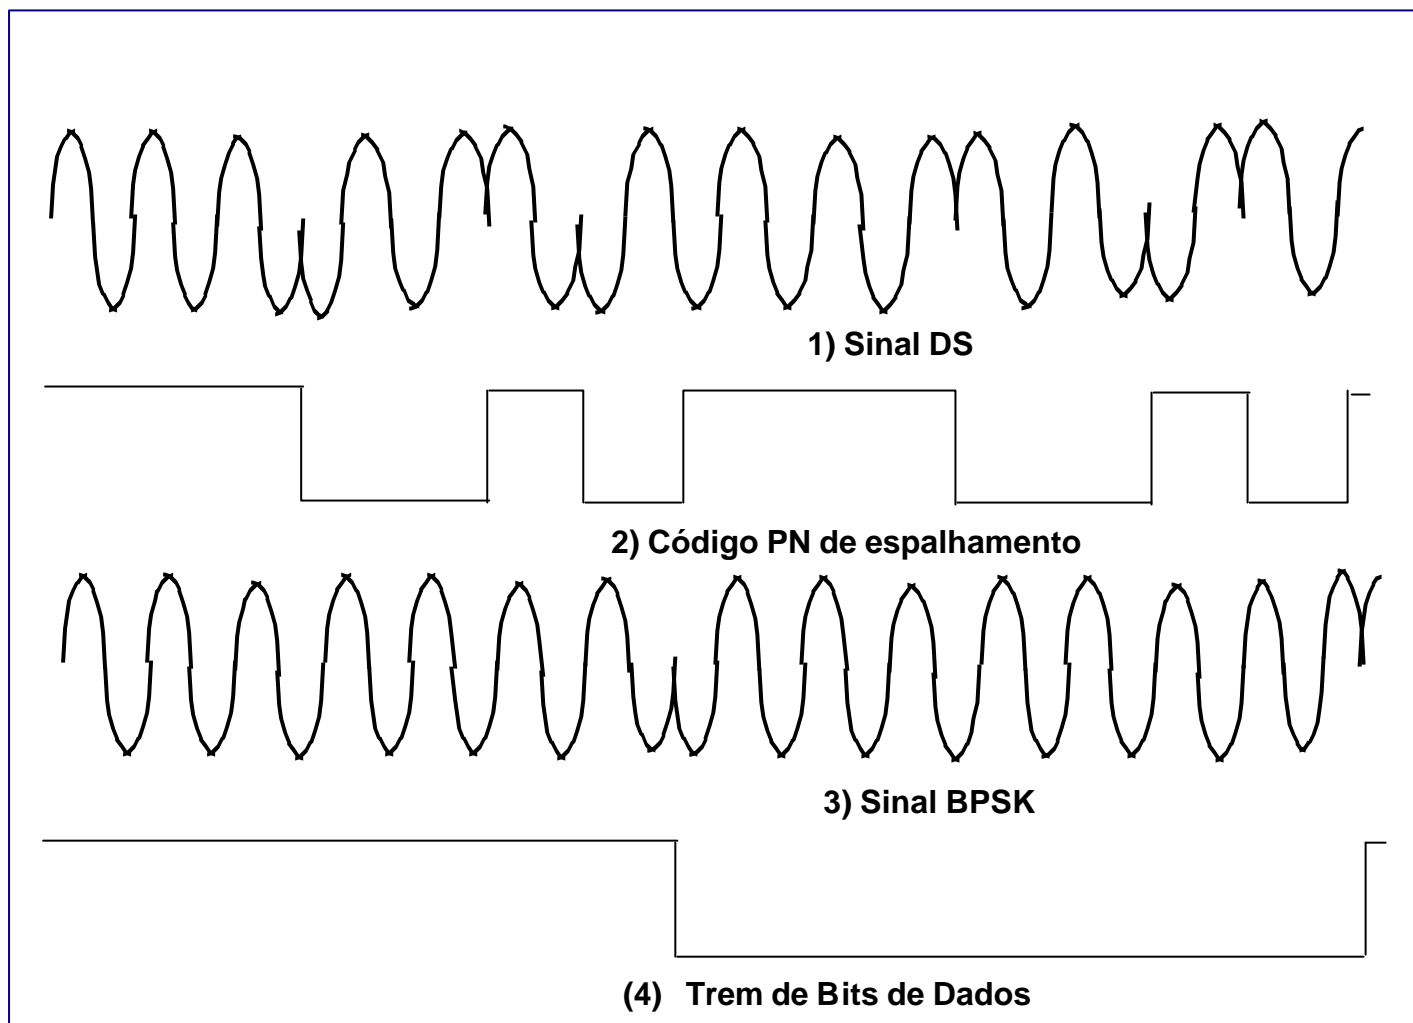 1) Sinal DS
2) Código PN de espalhamento
3) Sinal BPSK
(4) Trem de Bits de Dados